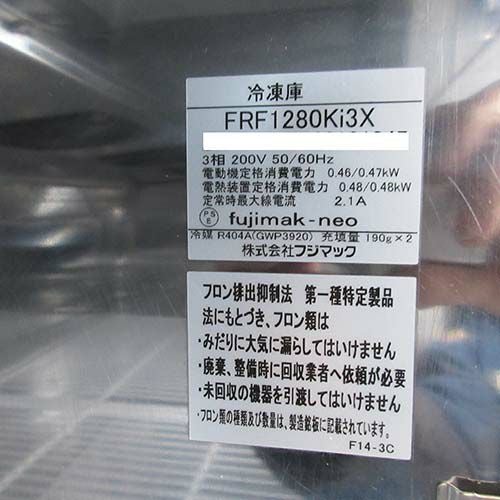 冷凍庫
FRF1280Ki3X
3相 200V 50/60Hz
電動機定格消費電力 0.46/0.47kW
電熱装置定格消費電力 0.48/0.48kW
定常時最大線電流 2.1A
PS E fujimak-neo
冷媒 R404A(GWP3920) 充填量 190g×2
株式会社フジマック
フロン排出抑制法 第一種特定製品
法にもとづき、フロン類は
・みだりに大気に漏らしてはいけません
・廃棄、整備時に回収業者へ依頼が必要
・未回収の機器を引渡してはいけません
・フロン類の種類及び数量は、製造銘板に記載されています。
F14-3C